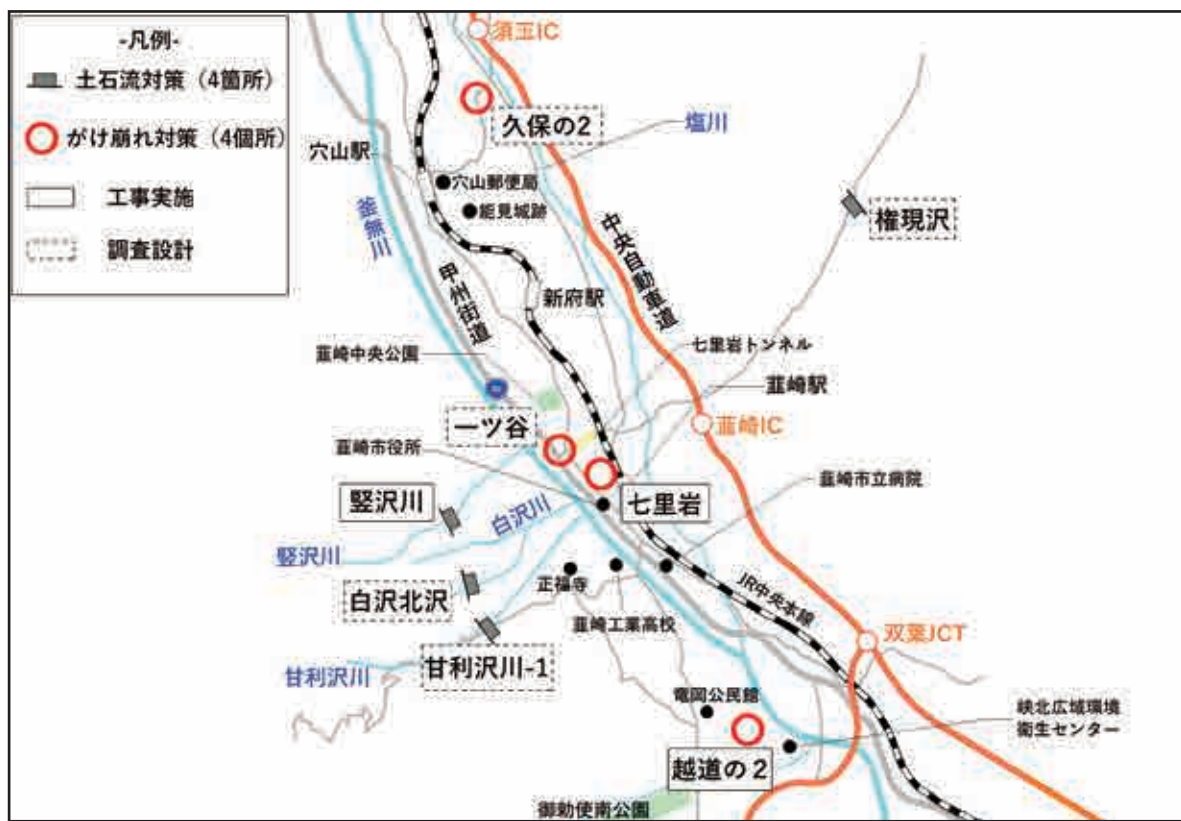 -凡例-
土石流対策（4箇所）
がけ崩れ対策（4個所）
工事実施
調査設計
須玉IC
久保の2
塩川
穴山駅
穴山郵便局
能見城跡
釜無川
権現沢
中央自動車道
甲州街道
新府駅
七里岩トンネル
韮崎中央公園
韮崎駅
一ツ谷
韮崎IC
韮崎市役所
韮崎市立病院
竪沢川
七里岩
白沢川
竪沢川
正福寺
JR中央本線
白沢北沢
韮崎工業高校
双葉JCT
甘利沢川-1
甘利沢川
竜岡公民館
峡北広域環境
衛生センター
越道の2
御勅使南公園